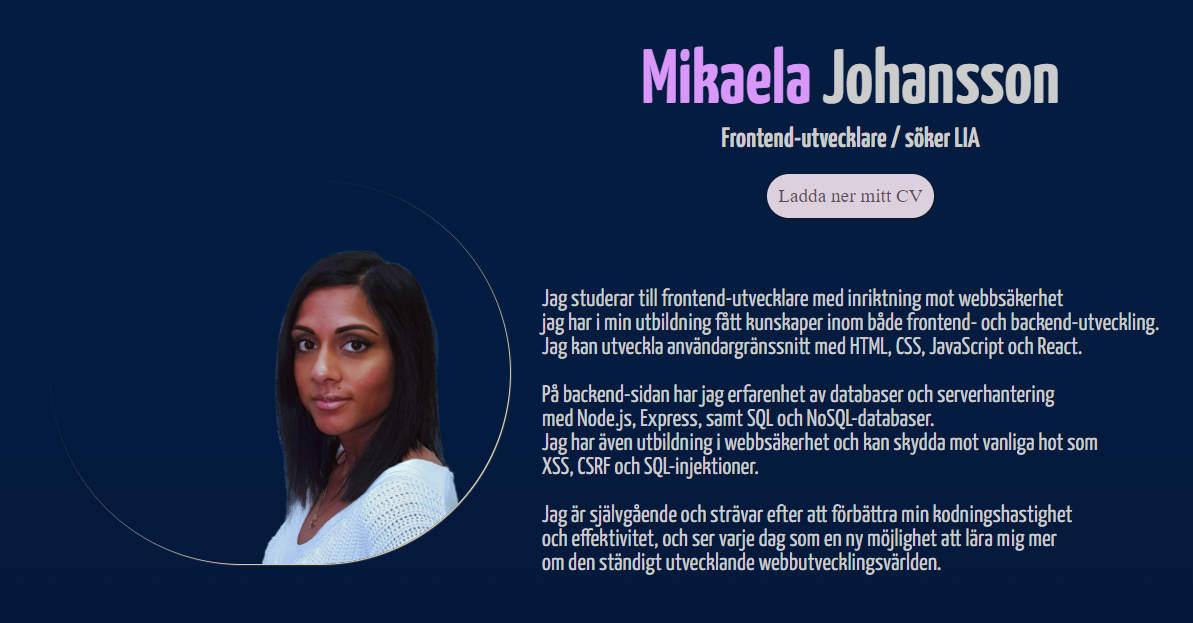 Mikaela Johansson
Frontend-utvecklare / söker LIA
Ladda ner mitt CV
Jag studerar till frontend-utvecklare med inriktning mot webbsäkerhet
jag har i min utbildning fått kunskaper inom både frontend- och backend-utveckling.
Jag kan utveckla användargränssnitt med HTML, CSS, JavaScript och React.
På backend-sidan har jag erfarenhet av databaser och serverhantering
med Node.js, Express, samt SQL och NoSQL-databaser.
Jag har även utbildning i webbsäkerhet och kan skydda mot vanliga hot som
XSS, CSRF och SQL-injektioner.
Jag är självgående och strävar efter att förbättra min kodningshastighet
och effektivitet, och ser varje dag som en ny möjlighet att lära mig mer
om den ständigt utvecklande webbutvecklingsvärlden.